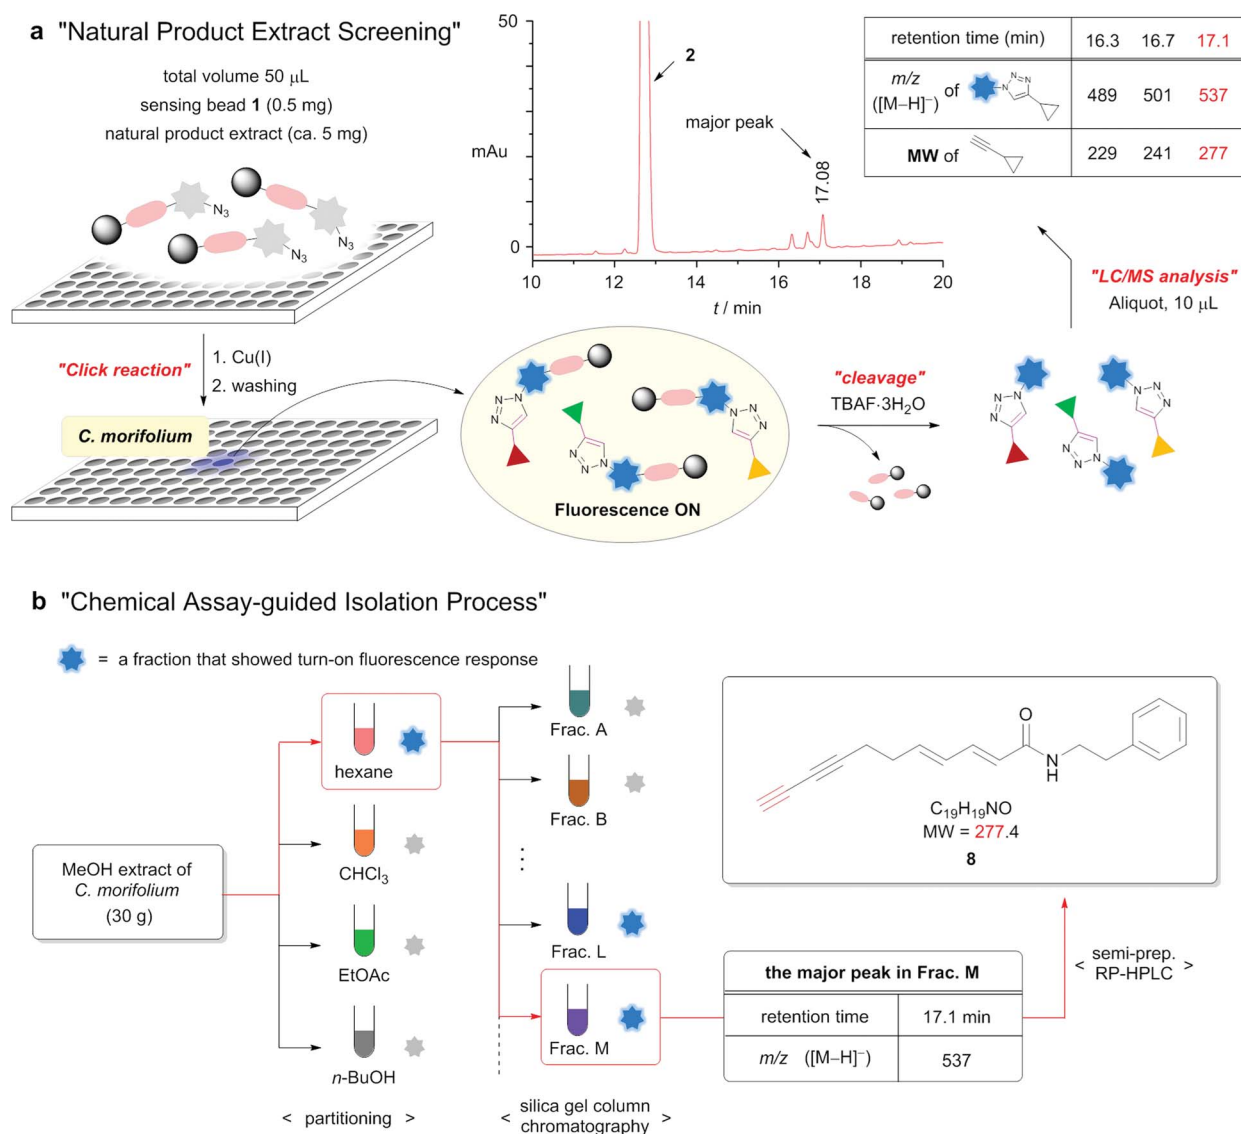 a "Natural Product Extract Screening"
total volume 50 μL
sensing bead 1 (0.5 mg)
natural product extract (ca. 5 mg)
N3
N3
N3
"Click reaction"
1. Cu(I)
2. washing
C. morifolium
50
mAu
0
2
major peak
17.08
10 12 14 16 18 20
t / min
retention time (min) 16.3 16.7 17.1
m/z ([M–H]–) of N N N 489 501 537
MW of 229 241 277
"LC/MS analysis"
Aliquot, 10 μL
N N N
N N N
N N N
Fluorescence ON
"cleavage"
TBAF·3H2O
N N N
N N N
N N N
b "Chemical Assay-guided Isolation Process"
= a fraction that showed turn-on fluorescence response
MeOH extract of
C. morifolium
(30 g)
hexane
CHCl3
EtOAc
n-BuOH
< partitioning >
Frac. A
Frac. B
⋮
Frac. L
Frac. M
< silica gel column
chromatography >
the major peak in Frac. M
retention time 17.1 min
m/z ([M–H]–) 537
< semi-prep. >
RP-HPLC
O
N
H
C19H19NO
MW = 277.4
8